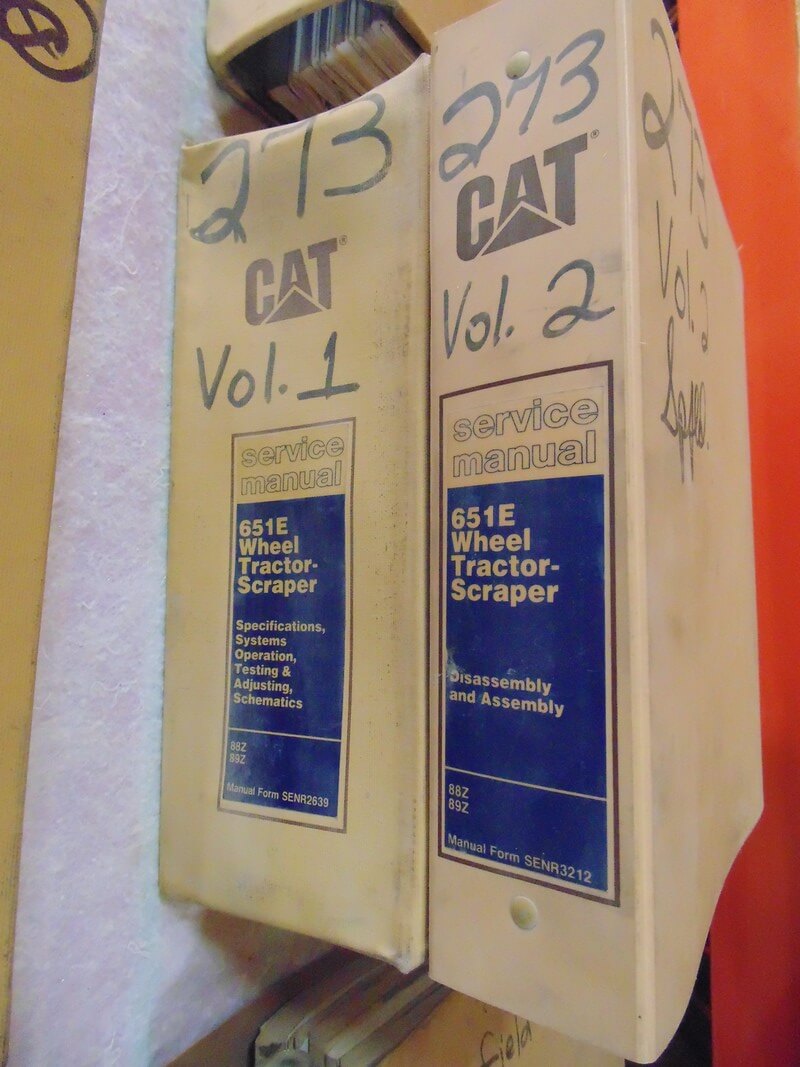 273
CAT®
Vol. 1
service
manual
651E
Wheel
Tractor-
Scraper
Specifications,
Systems
Operation,
Testing &
Adjusting,
Schematics
88Z
89Z
Manual Form SENR2639
273
CAT®
Vol. 2
service
manual
651E
Wheel
Tractor-
Scraper
Disassembly
and Assembly
88Z
89Z
Manual Form SENR3212
273
Vol. 2
field